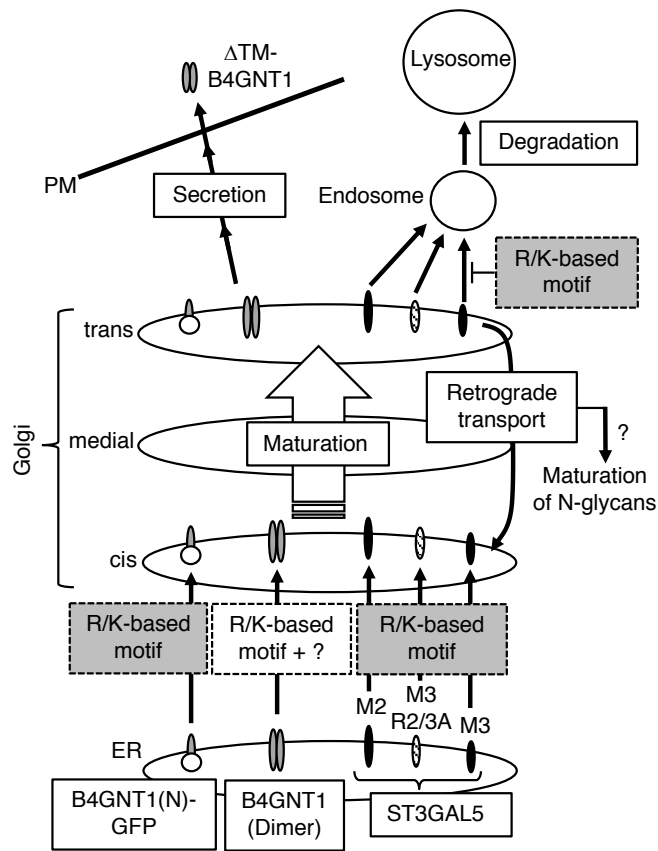 ΔTM-
B4GNT1
Lysosome
Degradation
PM
Secretion
Endosome
R/K-based
motif
trans
Retrograde
transport
?
Golgi
medial
Maturation
Maturation
of N-glycans
cis
R/K-based
motif
R/K-based
motif + ?
R/K-based
motif
M2
M3
R2/3A
M3
ER
B4GNT1(N)-
GFP
B4GNT1
(Dimer)
ST3GAL5